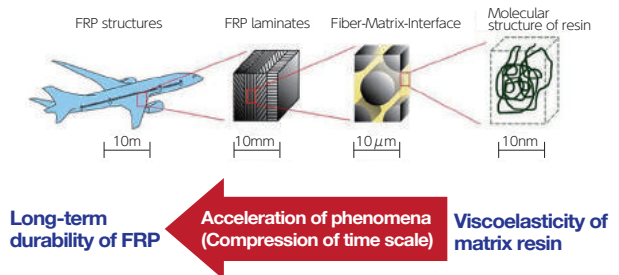 FRP structures
FRP laminates
Fiber-Matrix-Interface
Molecular
structure of resin
10m
10mm
10μm
10nm
Long-term
durability of FRP
Acceleration of phenomena
(Compression of time scale)
Viscoelasticity of
matrix resin